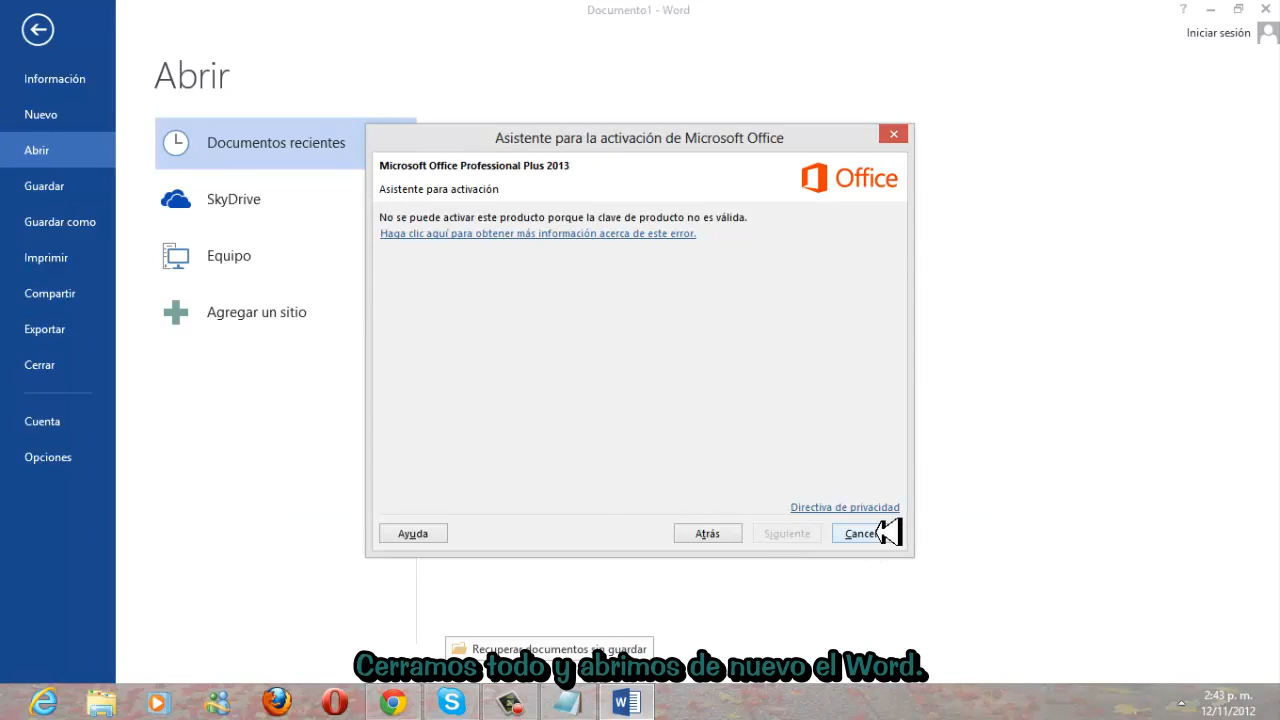 Documento1 - Word
?
Iniciar sesión
Información
Nuevo
Abrir
Guardar
Guardar como
Imprimir
Compartir
Exportar
Cerrar
Cuenta
Opciones
Abrir
Documentos recientes
SkyDrive
Equipo
Agregar un sitio
Asistente para la activación de Microsoft Office
Microsoft Office Professional Plus 2013
Asistente para activación
Office
No se puede activar este producto porque la clave de producto no es válida.
Haga clic aquí para obtener más información acerca de este error.
Directiva de privacidad
Ayuda
Atrás
Siguiente
Cancel
Recuperar documentos sin guardar
Cerramos todo y abrimos de nuevo el Word.
2:43 p. m.
12/11/2012